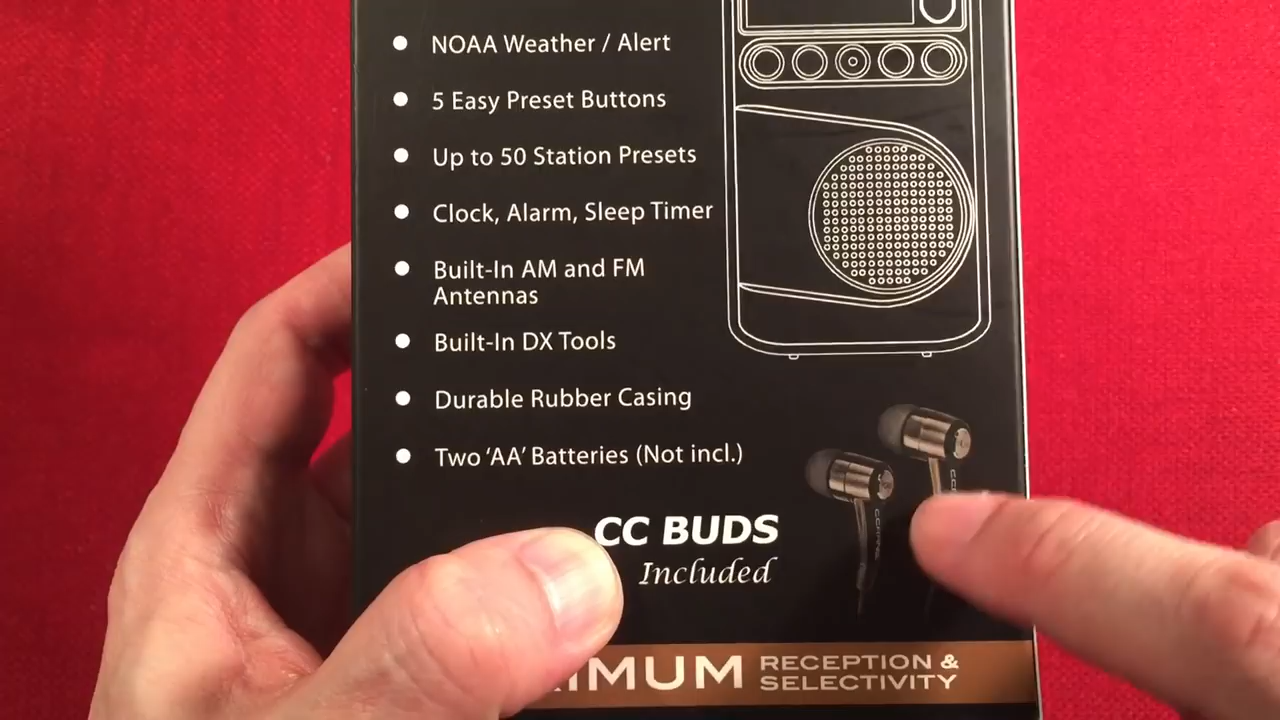 NOAA Weather / Alert
5 Easy Preset Buttons
Up to 50 Station Presets
Clock, Alarm, Sleep Timer
Built-In AM and FM
Antennas
Built-In DX Tools
Durable Rubber Casing
Two ‘AA’ Batteries (Not incl.)
CC BUDS
Included
IMUM RECEPTION &
SELECTIVITY